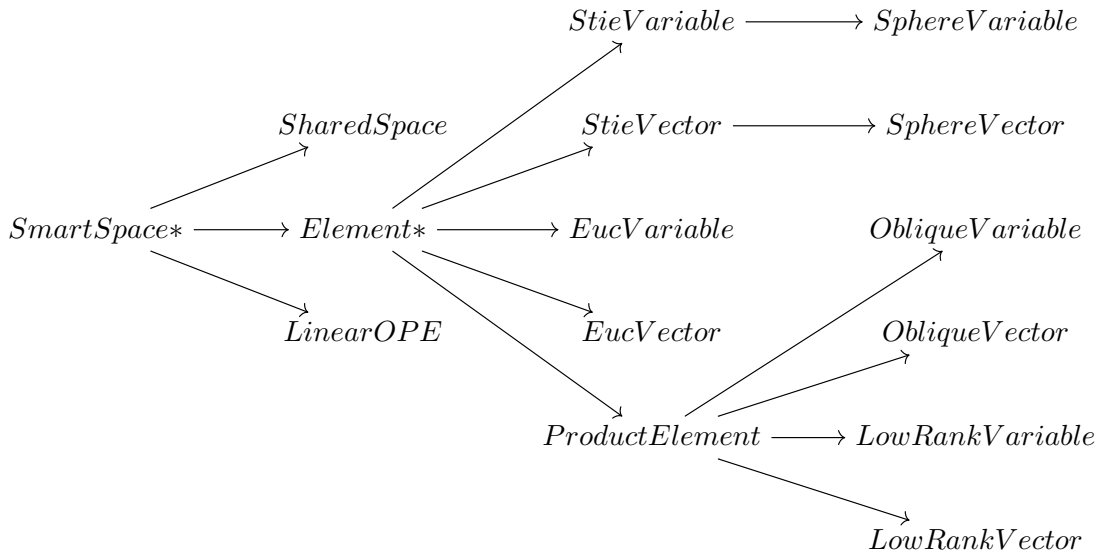 StieVariable SphereVariable
SharedSpace StieVector SphereVector
SmartSpace* Element* EucVariable ObliqueVariable
LinearOPE EucVector ObliqueVector
ProductElement LowRankVariable
LowRankVector